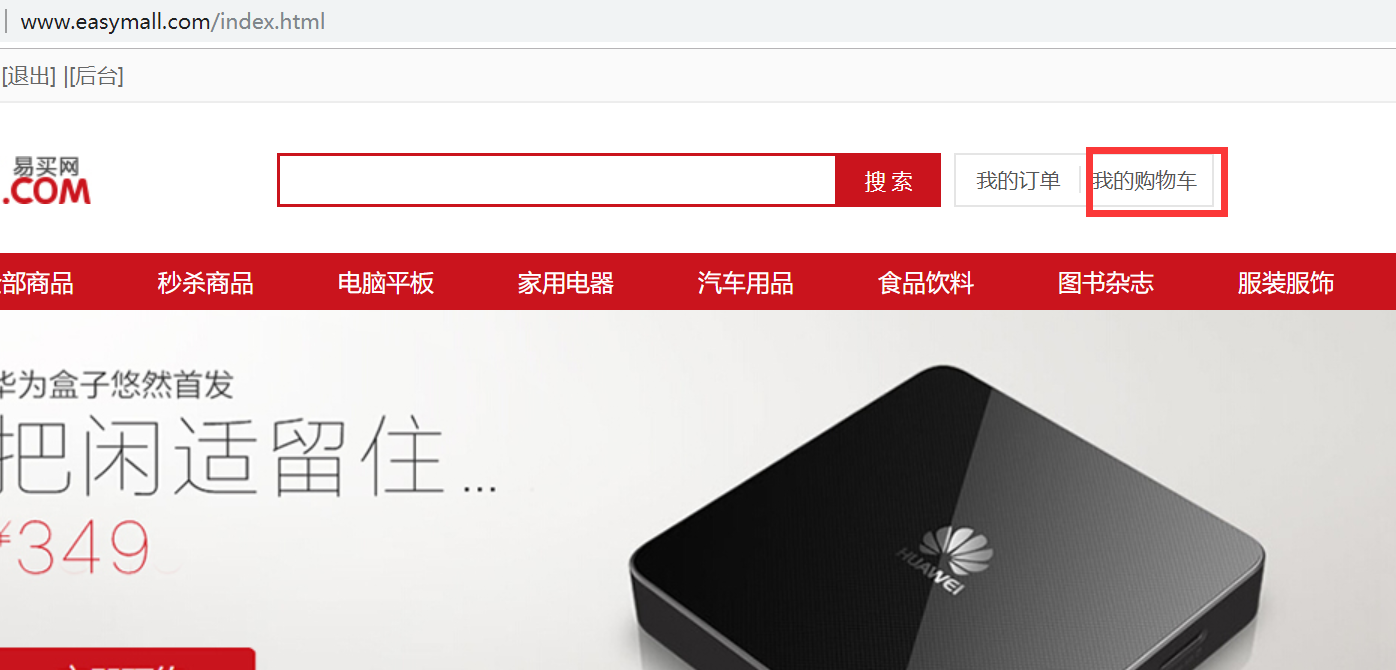 www.easymall.com/index.html
[退出] |[后台]
易买网
.COM
搜 索
我的订单
我的购物车
部商品 秒杀商品 电脑平板 家用电器 汽车用品 食品饮料 图书杂志 服装服饰
华为盒子悠然首发
把闲适留住...
¥349
HUAWEI